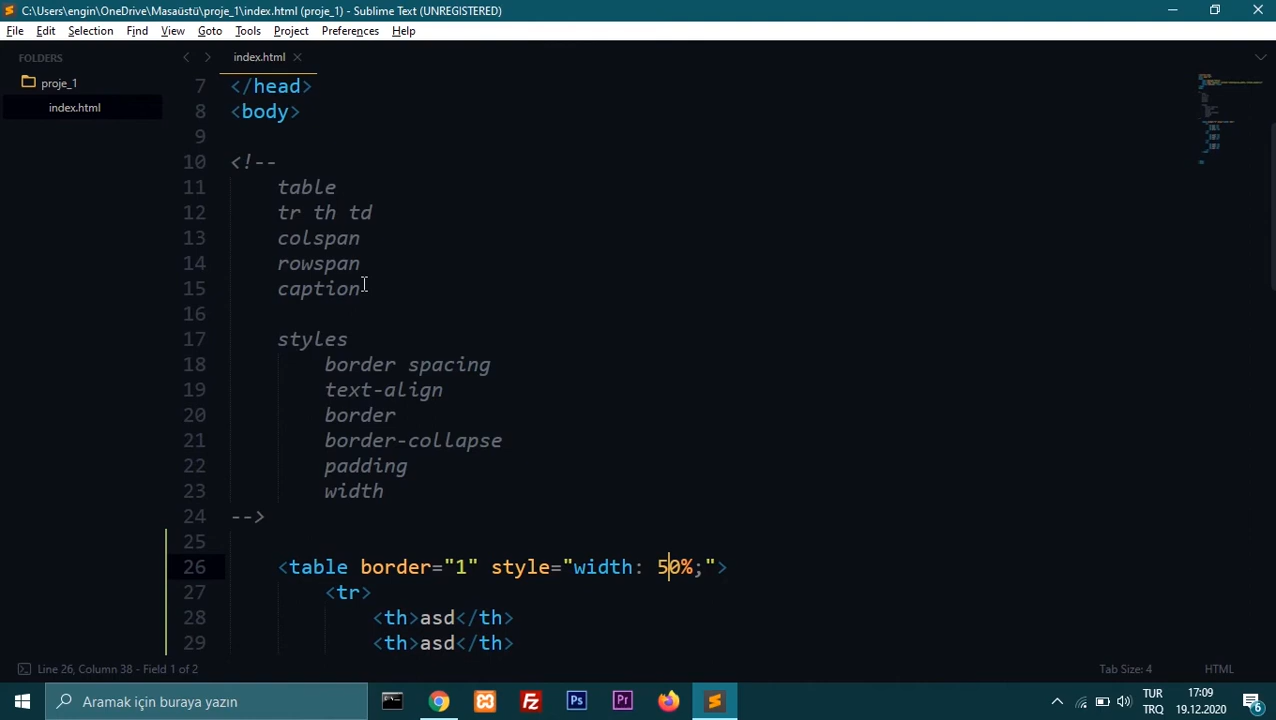 C:\Users\engin\OneDrive\Masaüstü\proje_1\index.html (proje_1) - Sublime Text (UNREGISTERED)
File Edit Selection Find View Goto Tools Project Preferences Help
FOLDERS
proje_1
index.html
index.html
7 </head>
8 <body>
9
10 <!--
11 table
12 tr th td
13 colspan
14 rowspan
15 caption
16
17 styles
18 border spacing
19 text-align
20 border
21 border-collapse
22 padding
23 width
24 -->
25
26 <table border="1" style="width: 50%;">
27 <tr>
28 <th>asd</th>
29 <th>asd</th>
Line 26, Column 38 - Field 1 of 2
Tab Size: 4 HTML
Aramak için buraya yazın
Fz
Ps
Pr
TUR
TRQ
17:09
19.12.2020
6